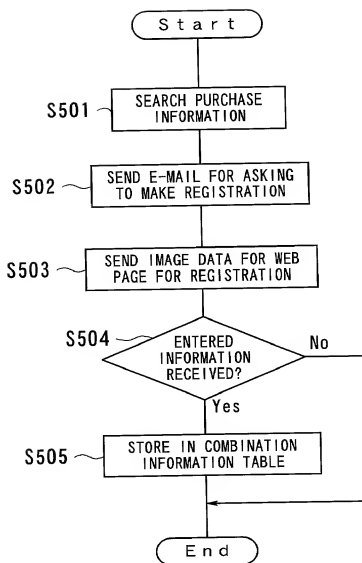 Start
S501
SEARCH PURCHASE
INFORMATION
S502
SEND E-MAIL FOR ASKING
TO MAKE REGISTRATION
S503
SEND IMAGE DATA FOR WEB
PAGE FOR REGISTRATION
S504
ENTERED
INFORMATION
RECEIVED?
No
Yes
S505
STORE IN COMBINATION
INFORMATION TABLE
End